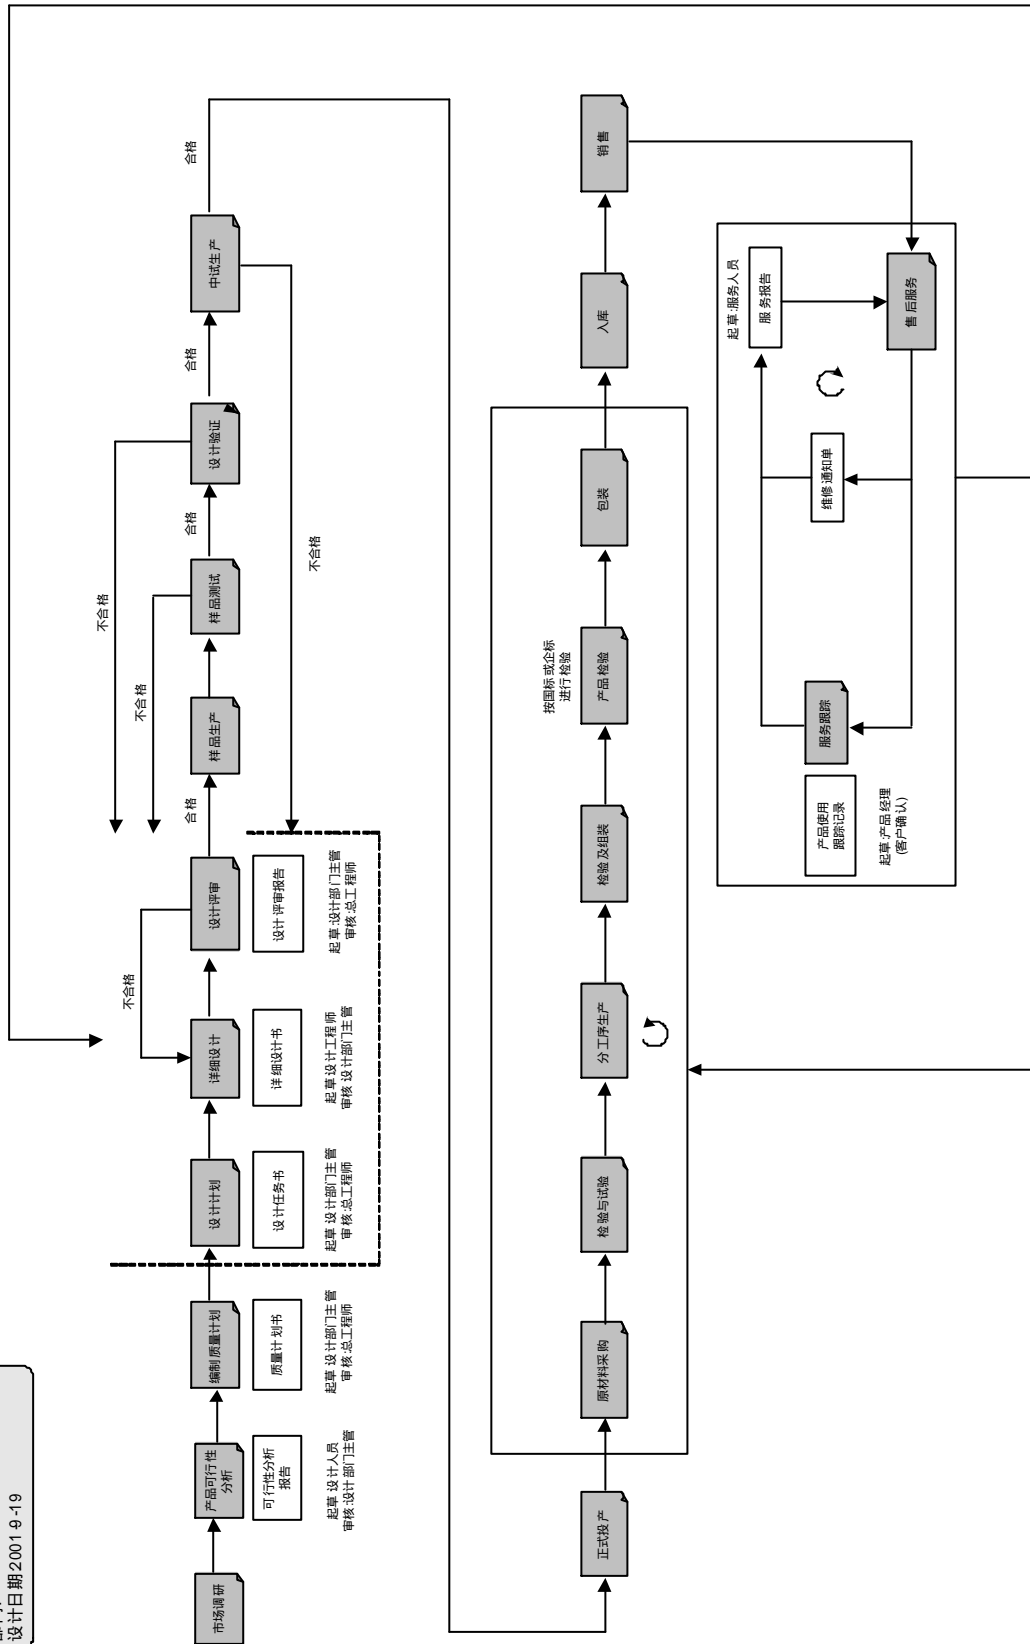 设计日期:2001-9-19
市场调研
产品可行性
分析
可行性分析
报告
起草:设计人员
审核:设计部门主管
编制质量计划
质量计划书
起草:设计部门主管
审核:总工程师
设计计划
设计任务书
起草:设计部门主管
审核:总工程师
详细设计
详细设计书
起草:设计工程师
审核:设计部门主管
不合格
设计评审
设计评审报告
起草:设计部门主管
审核:总工程师
合格
样品生产
不合格
样品测试
合格
不合格
设计验证
合格
中试生产
合格
不合格
正式投产
原材料采购
检验与试验
分工序生产
检验及组装
产品检验
按国标或企标
进行检验
包装
入库
销售
售后服务
起草:服务人员
服务报告
维修通知单
服务跟踪
产品使用
跟踪记录
起草:产品经理
(客户确认)